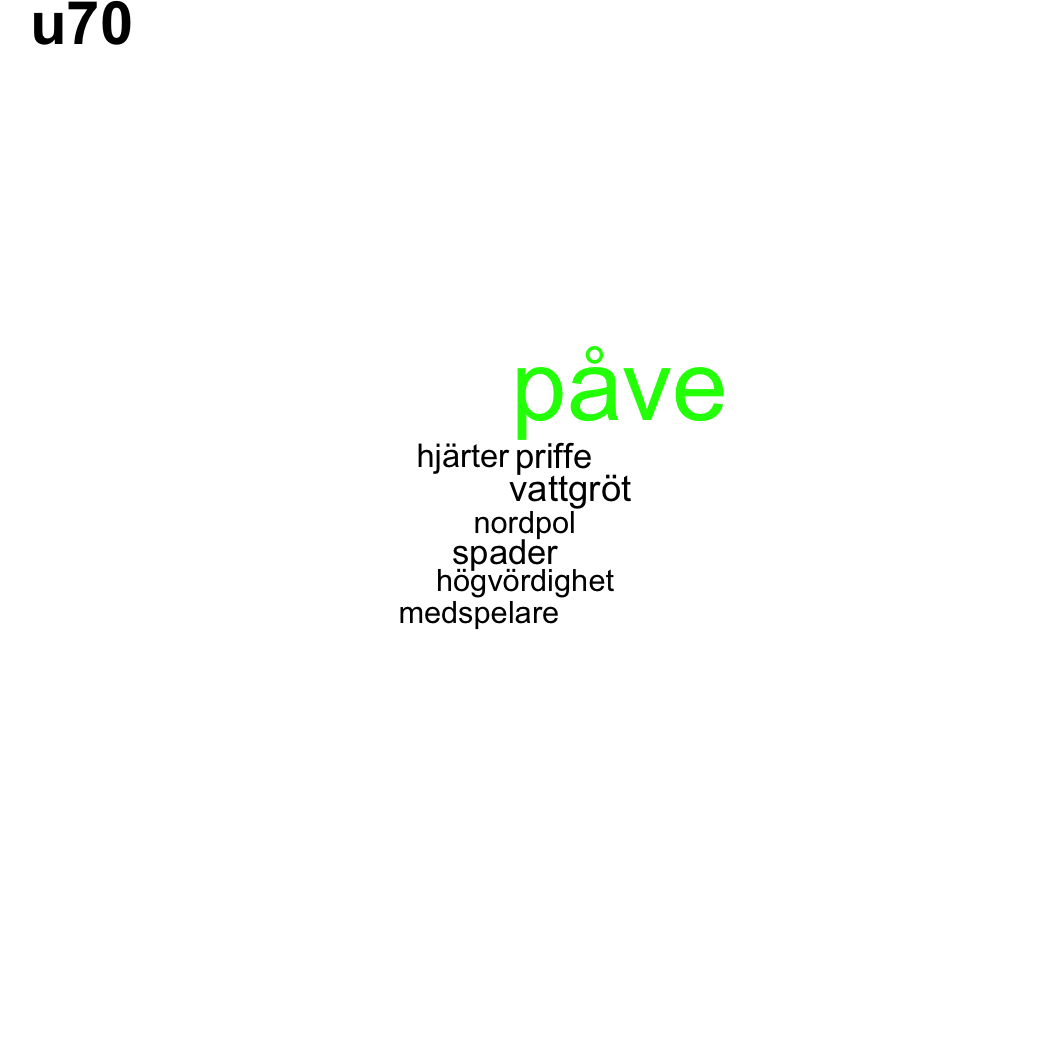 u70
påve
hjärter priffe
vattgröt
nordpol
spader
högvördighet
medspelare